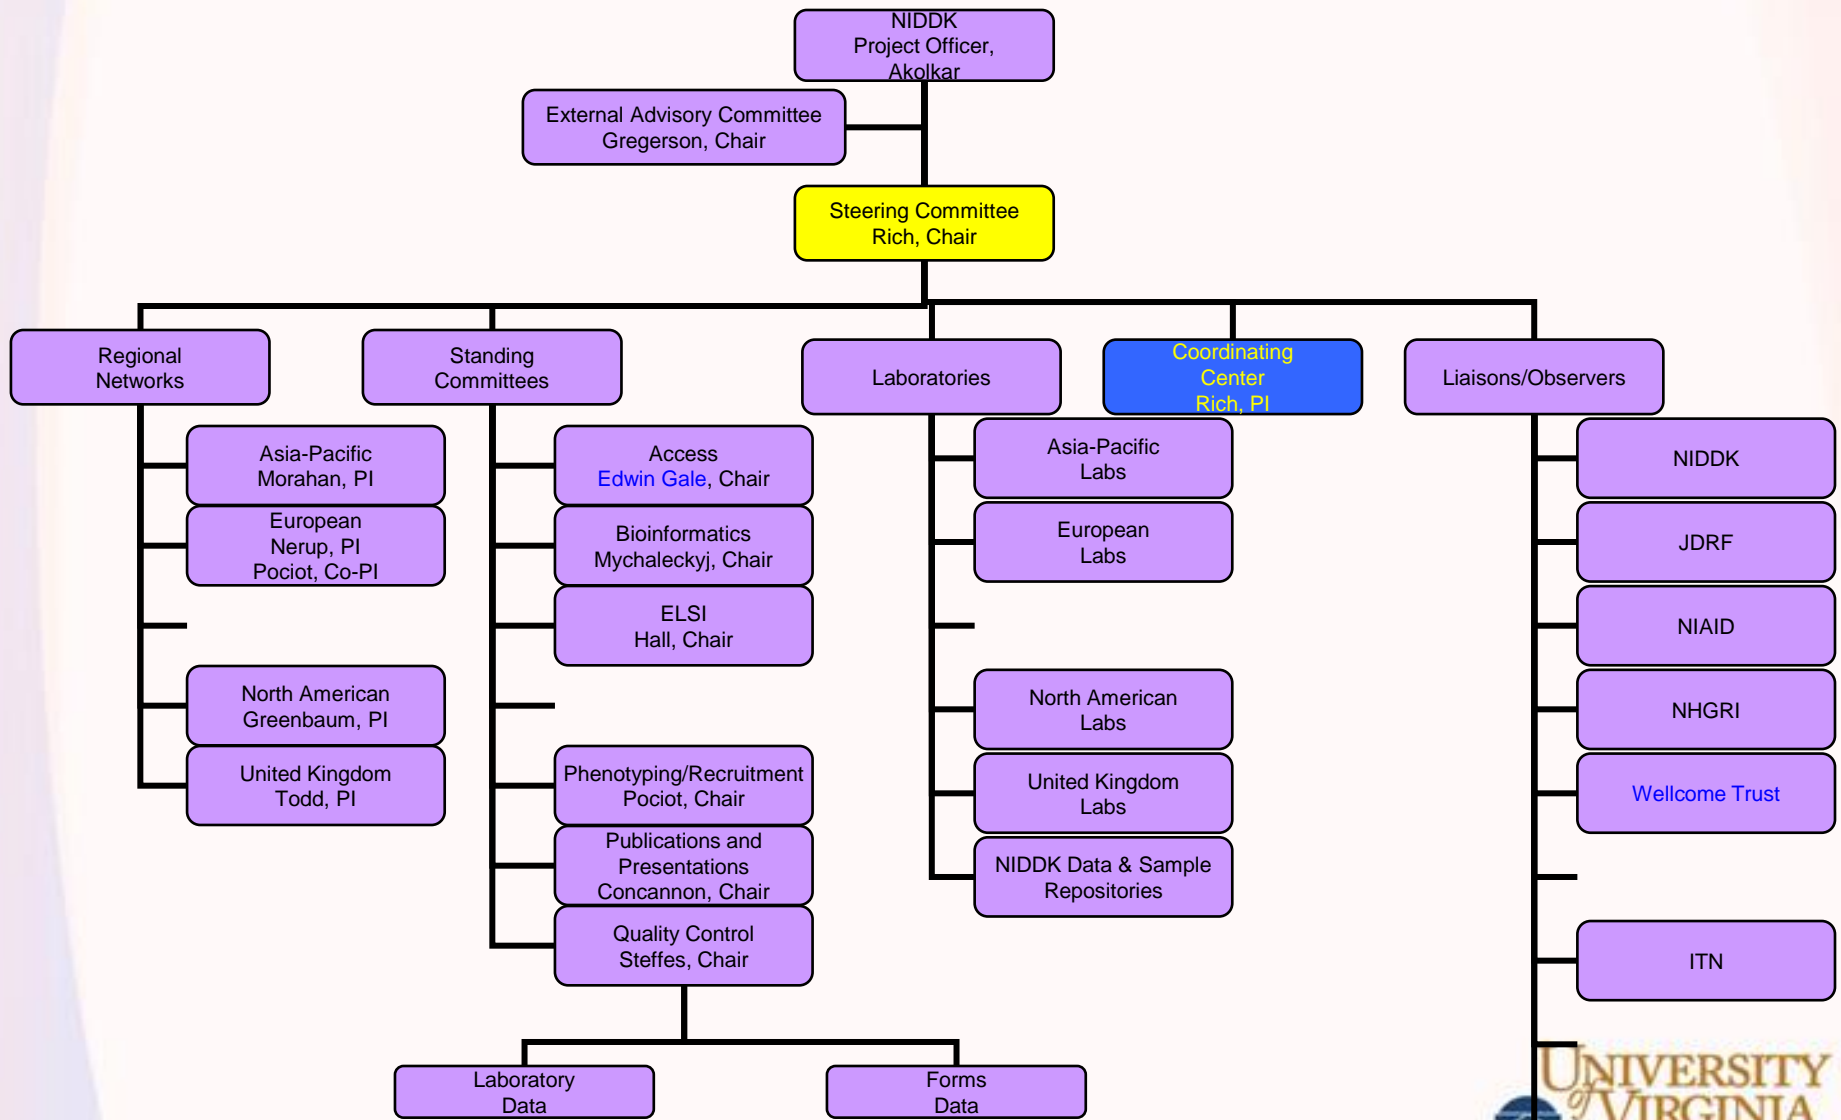 NIDDK
Project Officer,
Akolkar
External Advisory Committee
Gregerson, Chair
Steering Committee
Rich, Chair
Regional
Networks
Standing
Committees
Laboratories
Coordinating
Center
Rich, PI
Liaisons/Observers
Asia-Pacific
Morahan, PI
European
Nerup, PI
Pociot, Co-PI
North American
Greenbaum, PI
United Kingdom
Todd, PI
Access
Edwin Gale, Chair
Bioinformatics
Mychaleckyj, Chair
ELSI
Hall, Chair
Phenotyping/Recruitment
Pociot, Chair
Publications and
Presentations
Concannon, Chair
Quality Control
Steffes, Chair
Laboratory
Data
Forms
Data
Asia-Pacific
Labs
European
Labs
North American
Labs
United Kingdom
Labs
NIDDK Data & Sample
Repositories
NIDDK
JDRF
NIAID
NHGRI
Wellcome Trust
ITN
UNIVERSITY
of VIRGINIA